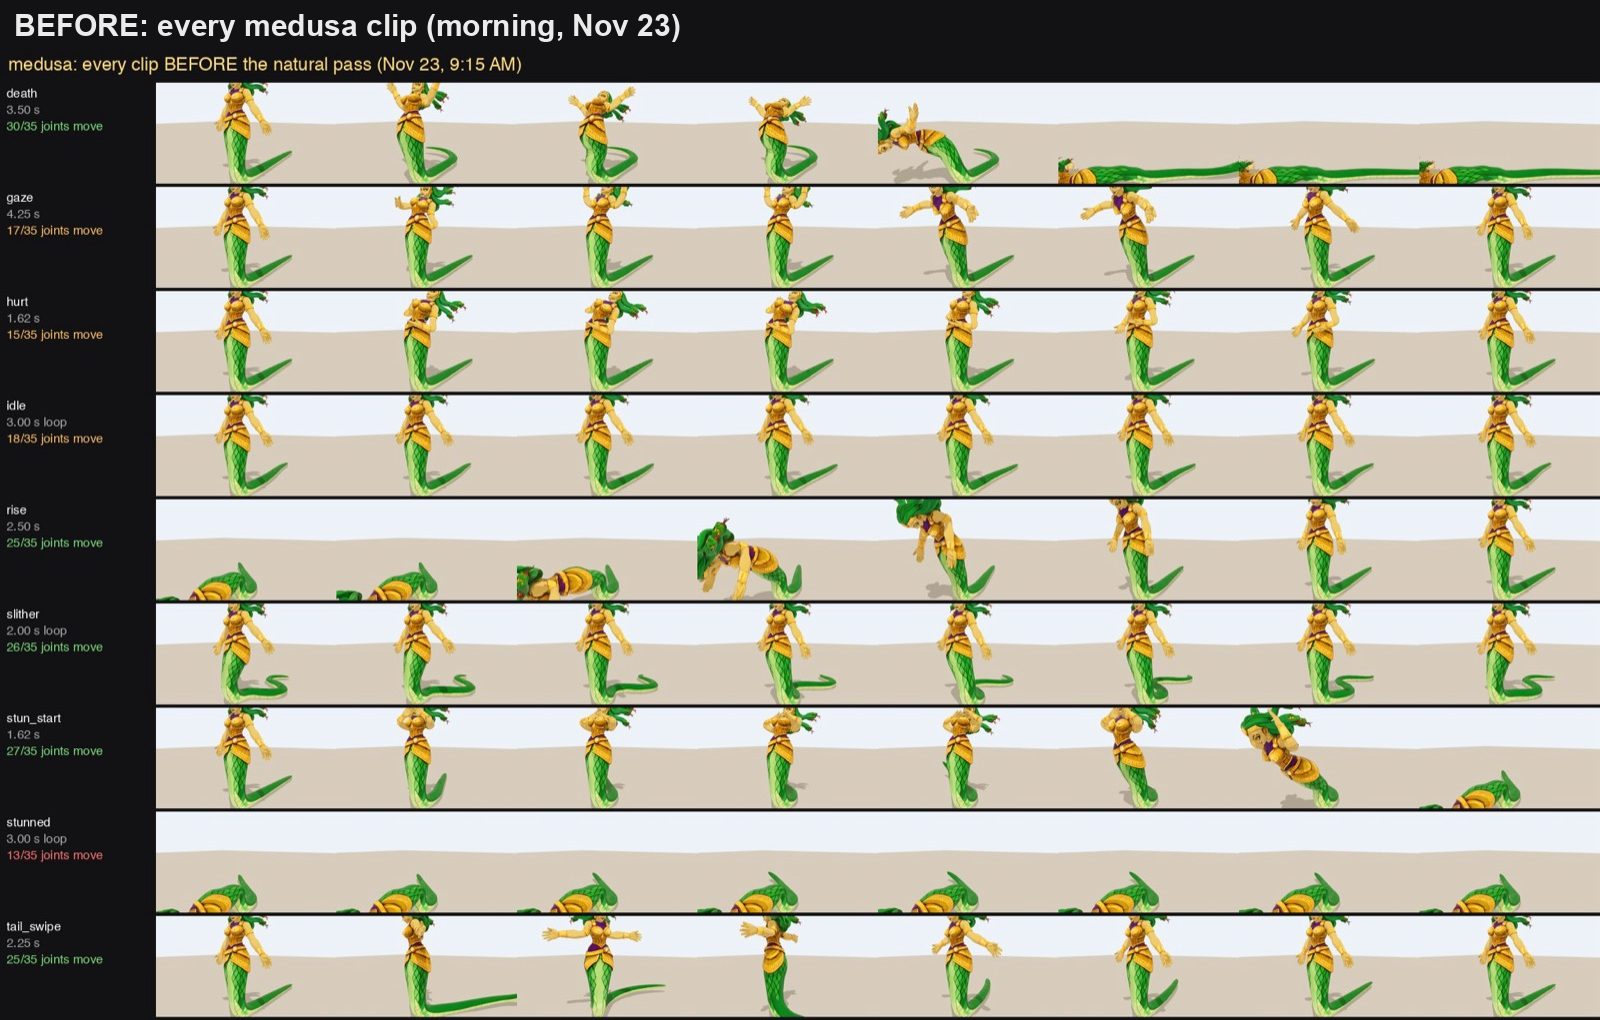 BEFORE: every medusa clip (morning, Nov 23)
medusa: every clip BEFORE the natural pass (Nov 23, 9:15 AM)
death
3.50 s
30/35 joints move
gaze
4.25 s
17/35 joints move
hurt
1.62 s
15/35 joints move
idle
3.00 s loop
18/35 joints move
rise
2.50 s
25/35 joints move
slither
2.00 s loop
26/35 joints move
stun_start
1.62 s
27/35 joints move
stunned
3.00 s loop
13/35 joints move
tail_swipe
2.25 s
25/35 joints move